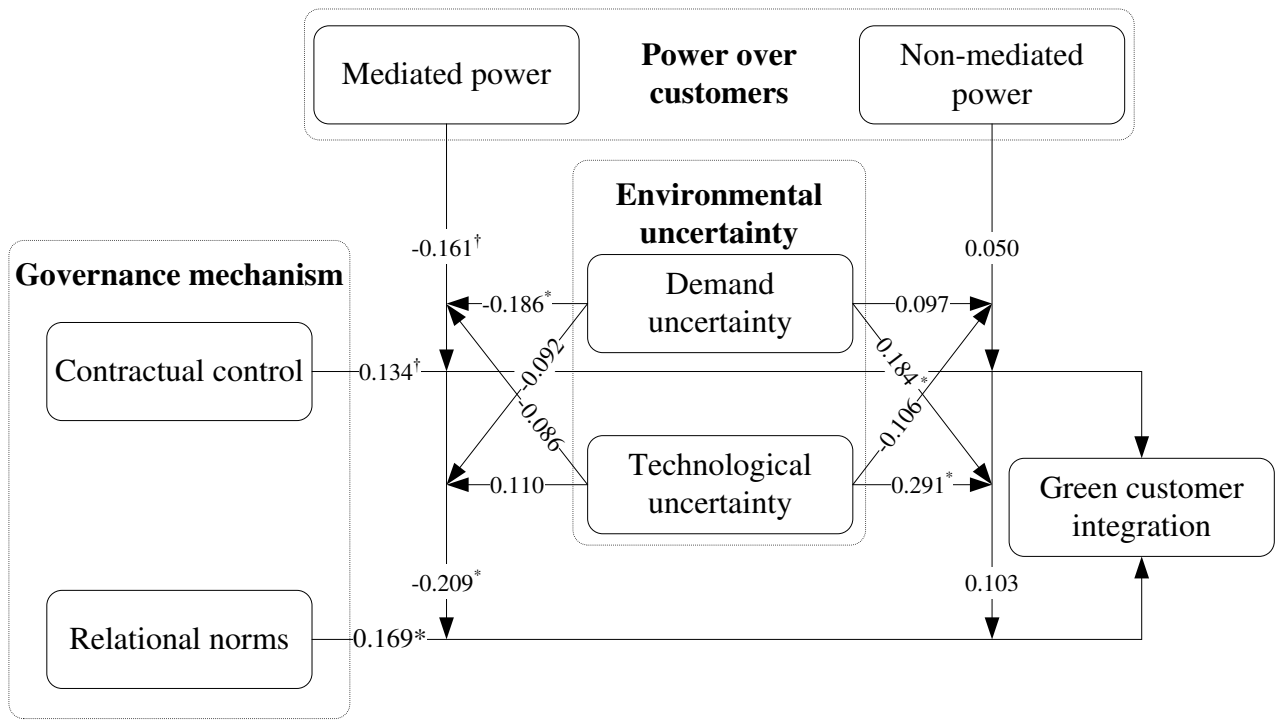 Mediated power
Power over
customers
Non-mediated
power
Environmental
uncertainty
-0.161†
0.050
Governance mechanism
Demand
uncertainty
-0.186*
0.097
Contractual control
0.134†
-0.092
0.184*
-0.086
-0.106
Technological
uncertainty
0.110
0.291*
Green customer
integration
-0.209*
0.103
Relational norms
0.169*